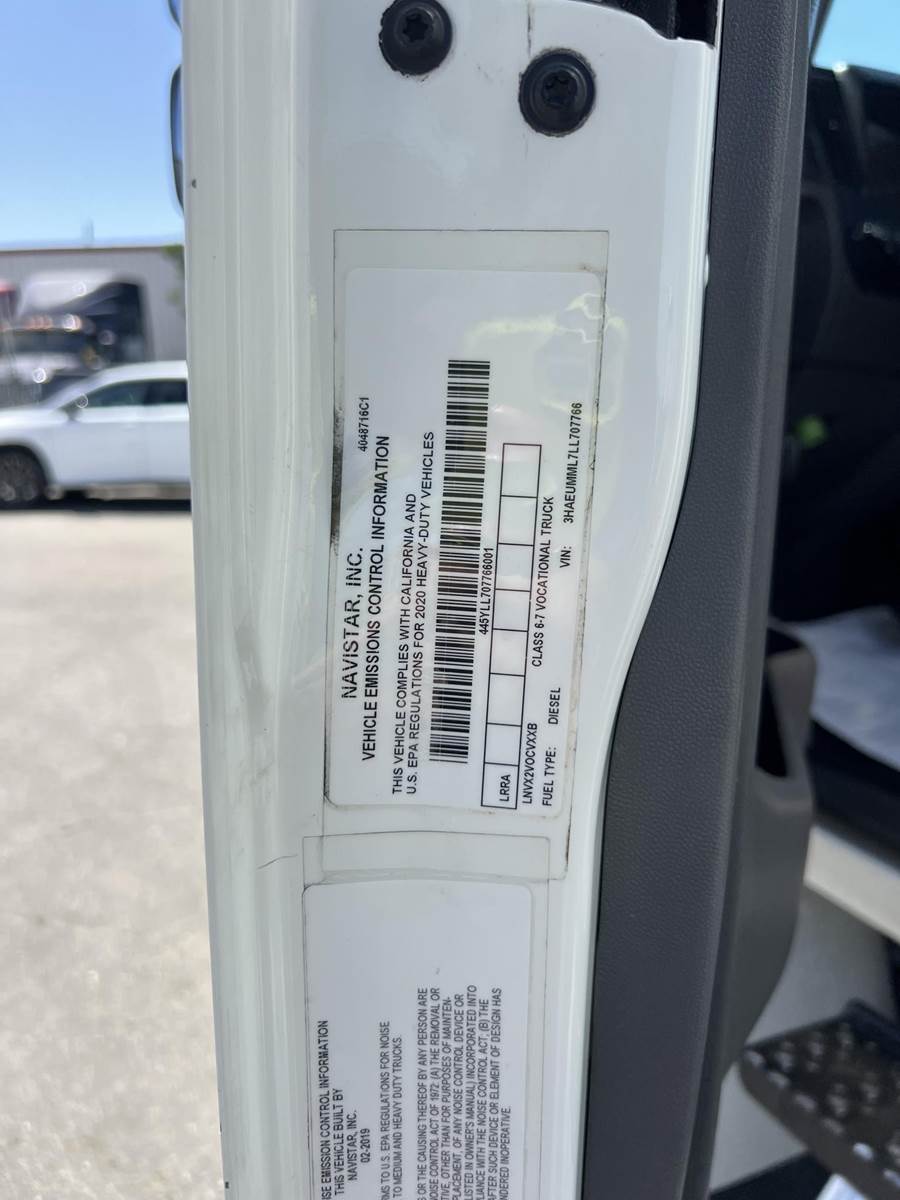 4048716C1
NAVISTAR, INC.
VEHICLE EMISSIONS CONTROL INFORMATION
THIS VEHICLE COMPLIES WITH CALIFORNIA AND
U.S. EPA REGULATIONS FOR 2020 HEAVY-DUTY VEHICLES
445YLL707766001
LRRA
LNVX2VOCVXXB
CLASS 6-7 VOCATIONAL TRUCK
FUEL TYPE: DIESEL
VIN: 3HAEUMML7LL707766
ISE EMISSION CONTROL INFORMATION
THIS VEHICLE BUILT BY
NAVISTAR, INC.
02-2019
MS TO U.S. EPA REGULATIONS FOR NOISE
TO MEDIUM AND HEAVY DUTY TRUCKS.
S OR THE CAUSING THEREOF BY ANY PERSON ARE
OISE CONTROL ACT OF 1972: (A) THE REMOVAL OR
TIVE, OTHER THAN FOR PURPOSES OF MAINTEN-
PLACEMENT, OF ANY NOISE CONTROL DEVICE OR
LISTED IN OWNER'S MANUAL) INCORPORATED INTO
LIANCE WITH THE NOISE CONTROL ACT, (B) THE
AFTER SUCH DEVICE OR ELEMENT OF DESIGN HAS
NDERED INOPERATIVE.